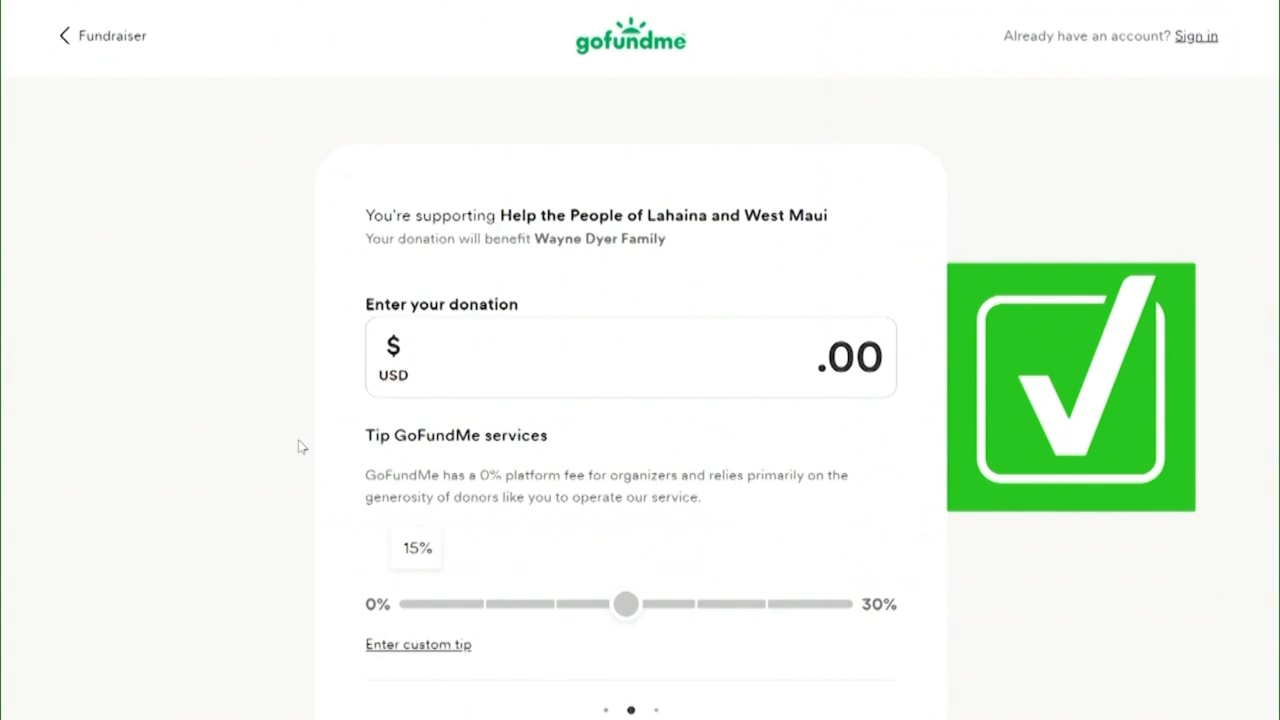 Fundraiser
gofundme
Already have an account? Sign in
You're supporting Help the People of Lahaina and West Maui
Your donation will benefit Wayne Dyer Family
Enter your donation
$
.00
USD
Tip GoFundMe services
GoFundMe has a 0% platform fee for organizers and relies primarily on the
generosity of donors like you to operate our service.
15%
0%
30%
Enter custom tip